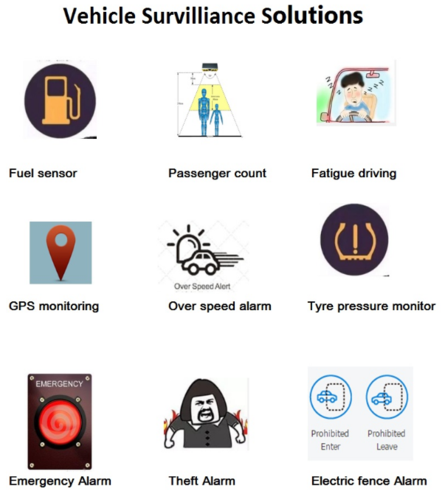 Vehicle Survilliance Solutions
Fuel sensor
Passenger count
Fatigue driving
Over Speed Alert
GPS monitoring
Over speed alarm
Tyre pressure monitor
EMERGENCY
Prohibited Enter
Prohibited Leave
Emergency Alarm
Theft Alarm
Electric fence Alarm